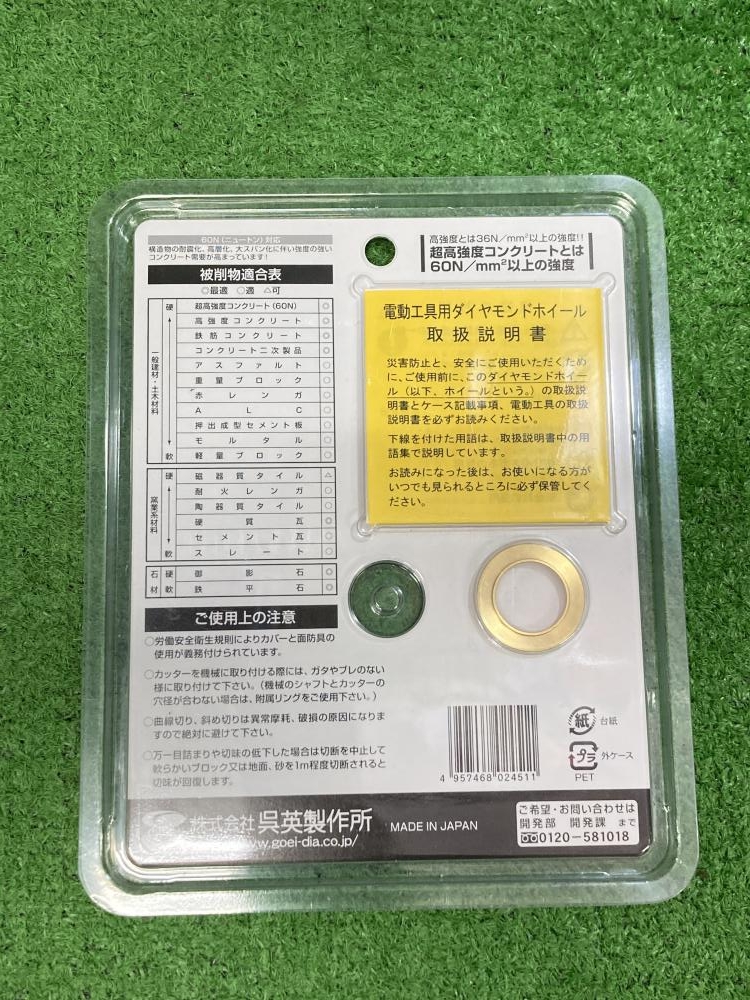 60N(ニュートン)対応
構造物の耐震化、高層化、大スパン化に伴い強度の強い
コンクリート需要が高まっています!
被削物適合表
◎最適 ○適 △可
一般建材・土木材料
硬 超高強度コンクリート(60N) ◎
高強度コンクリート ◎
鉄筋コンクリート ◎
コンクリート二次製品 ◎
アスファルト ○
重量ブロック ◎
赤レンガ ○
ALC ○
押出成型セメント板
モルタル
軟 軽量ブロック
窯業系材料
硬 磁器質タイル △
耐火レンガ ○
陶器質タイル ○
硬質瓦
セメント瓦
軟 スレート ○
石材
硬 御影石
軟 鉄平石
ご使用上の注意
○労働安全衛生規則によりカバーと面防具の
使用が義務付けられています。
○カッターを機械に取り付ける際には、ガタやブレのない
様に取り付けて下さい。(機械のシャフトとカッターの
穴径が合わない場合は、附属リングをご使用下さい。)
○曲線切り、斜め切りは異常摩耗、破損の原因になりま
すので絶対に避けて下さい。
○万一目詰まりや切味の低下した場合は切断を中止して
軟らかいブロック又は地面、砂を1m程度切断されると
切味が回復します。
高強度とは36N/mm²以上の強度!!
超高強度コンクリートとは
60N/mm²以上の強度
電動工具用ダイヤモンドホイール
取扱説明書
災害防止と、安全にご使用いただくため
に、ご使用前に、このダイヤモンドホイー
ル(以下、ホイールという。)の取扱説
明書とケース記載事項、電動工具の取扱
説明書を必ずお読みください。
下線を付けた用語は、取扱説明書中の用
語集で説明しています。
お読みになった後は、お使いになる方が
いつでも見られるところに必ず保管してく
ださい。
4 957468 024511
紙 台紙
プラ 外ケース
PET
株式会社 呉英製作所
www.goei-dia.co.jp/
MADE IN JAPAN
ご希望・お問い合わせは
開発部 開発課 まで
0120-581018